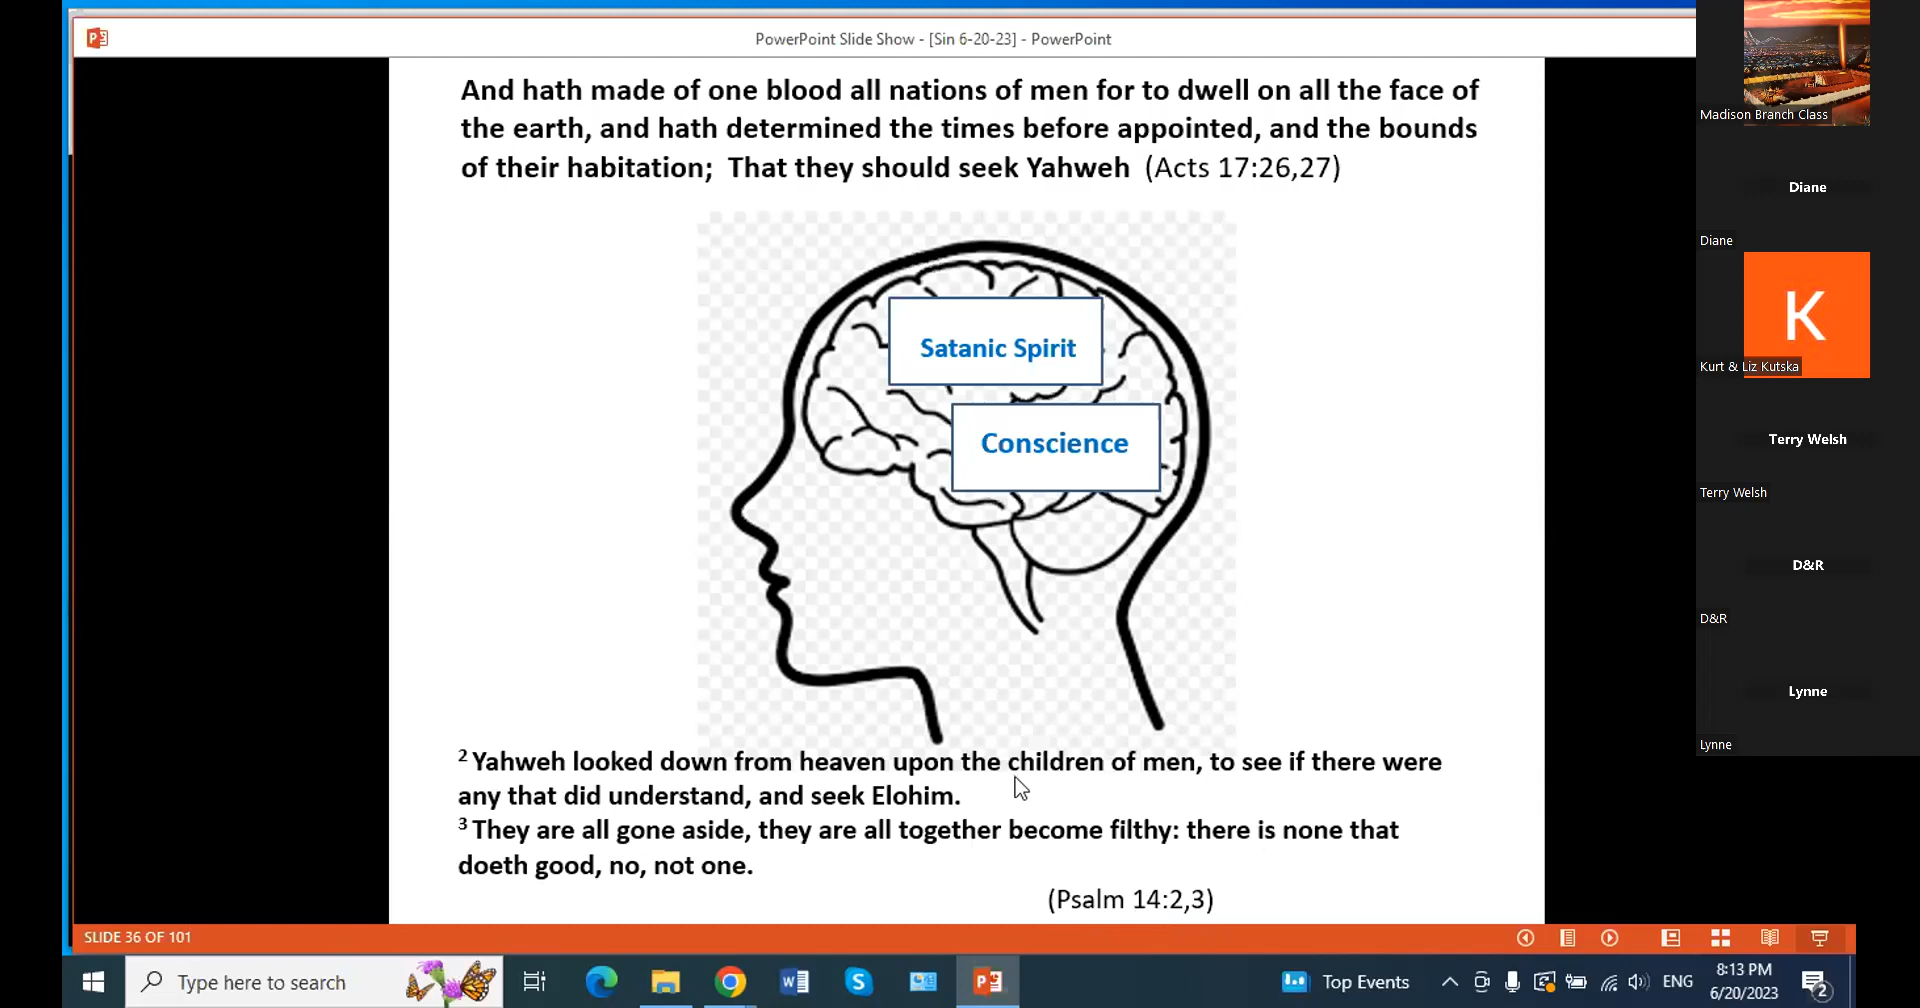 PowerPoint Slide Show - [Sin 6-20-23] - PowerPoint
And hath made of one blood all nations of men for to dwell on all the face of
the earth, and hath determined the times before appointed, and the bounds
of their habitation;  That they should seek Yahweh  (Acts 17:26,27)
Satanic Spirit
Conscience
2 Yahweh looked down from heaven upon the children of men, to see if there were
any that did understand, and seek Elohim.
3 They are all gone aside, they are all together become filthy: there is none that
doeth good, no, not one.
(Psalm 14:2,3)
Madison Branch Class
Diane
Diane
K
Kurt & Liz Kutska
Terry Welsh
Terry Welsh
D&R
D&R
Lynne
Lynne
SLIDE 36 OF 101
Type here to search
Top Events
ENG
8:13 PM
6/20/2023
2